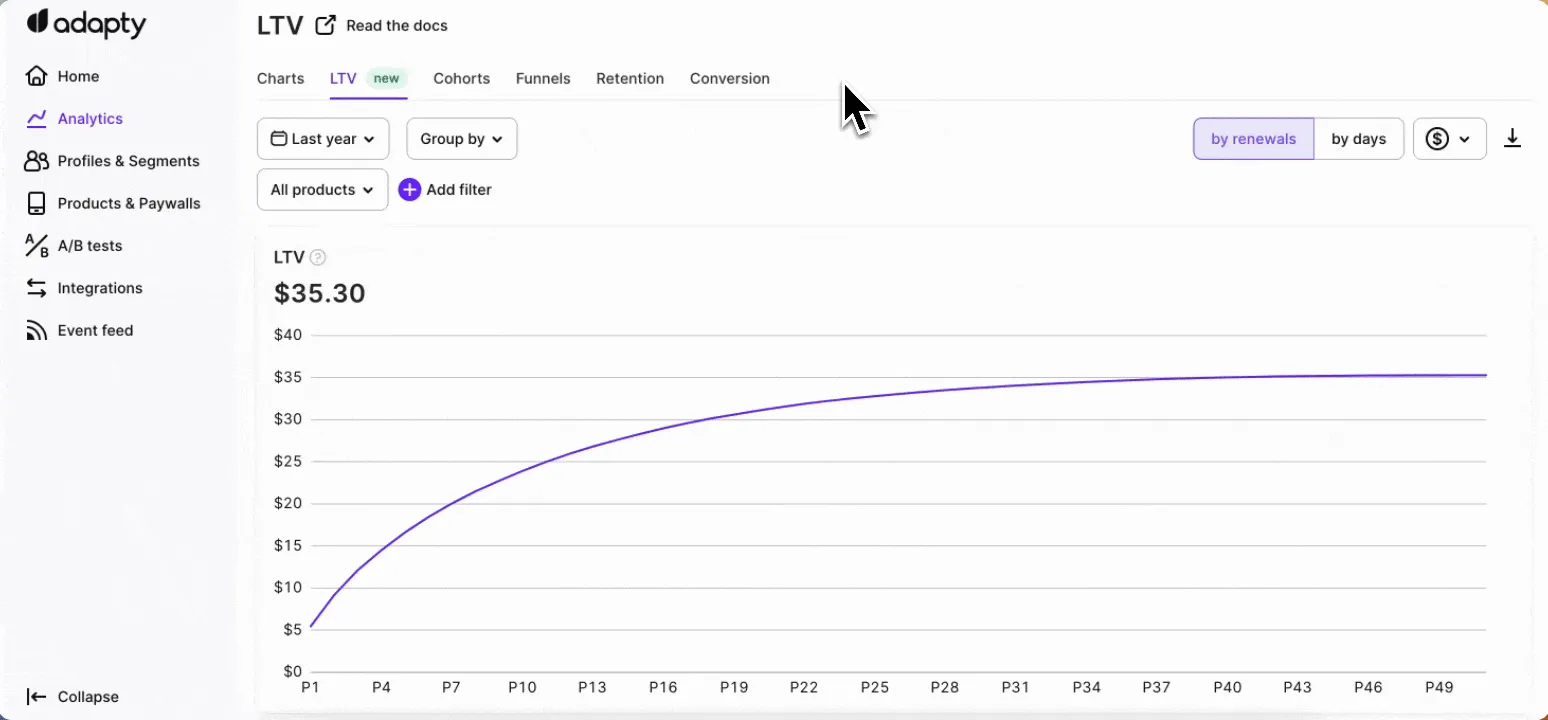 adapty
Home
Analytics
Profiles & Segments
Products & Paywalls
A/B tests
Integrations
Event feed
Collapse
LTV Read the docs
Charts LTV new Cohorts Funnels Retention Conversion
Last year Group by by renewals by days $
All products + Add filter
LTV ?
$35.30
$40
$35
$30
$25
$20
$15
$10
$5
$0
P1 P4 P7 P10 P13 P16 P19 P22 P25 P28 P31 P34 P37 P40 P43 P46 P49